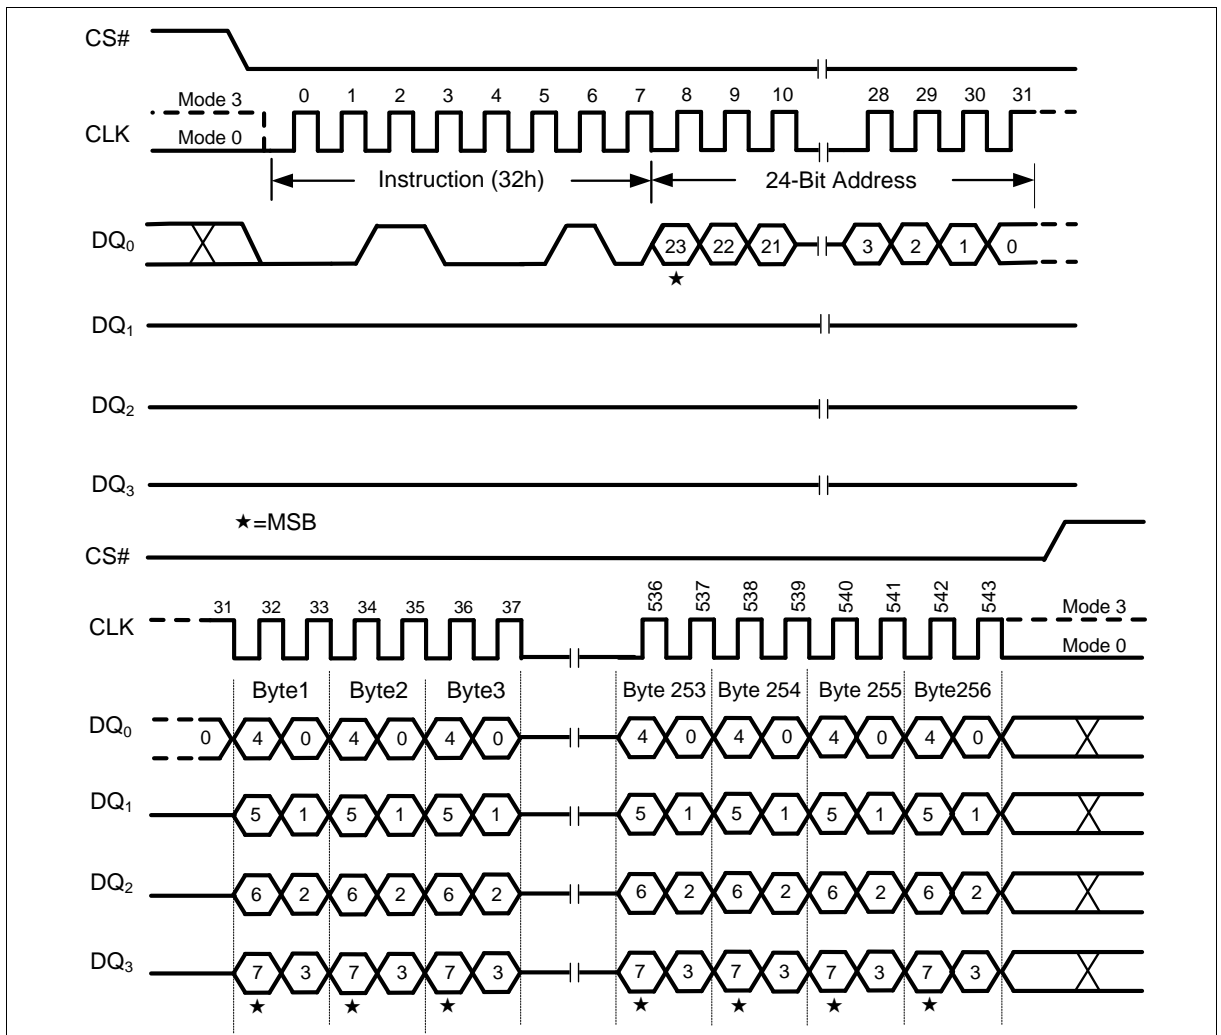 CS#
Mode 3
0 1 2 3 4 5 6 7 8 9 10 28 29 30 31
CLK
Mode 0
Instruction (32h) 24-Bit Address
DQ0 23 22 21 3 2 1 0
★
DQ1
DQ2
DQ3
★=MSB
CS#
31 32 33 34 35 36 37 536 537 538 539 540 541 542 543
Mode 3
CLK
Mode 0
Byte1 Byte2 Byte3 Byte 253 Byte 254 Byte 255 Byte256
DQ0 0 4 0 4 0 4 0 4 0 4 0 4 0 4 0
DQ1 5 1 5 1 5 1 5 1 5 1 5 1 5 1
DQ2 6 2 6 2 6 2 6 2 6 2 6 2 6 2
DQ3 7 3 7 3 7 3 7 3 7 3 7 3 7 3
★ ★ ★ ★ ★ ★ ★